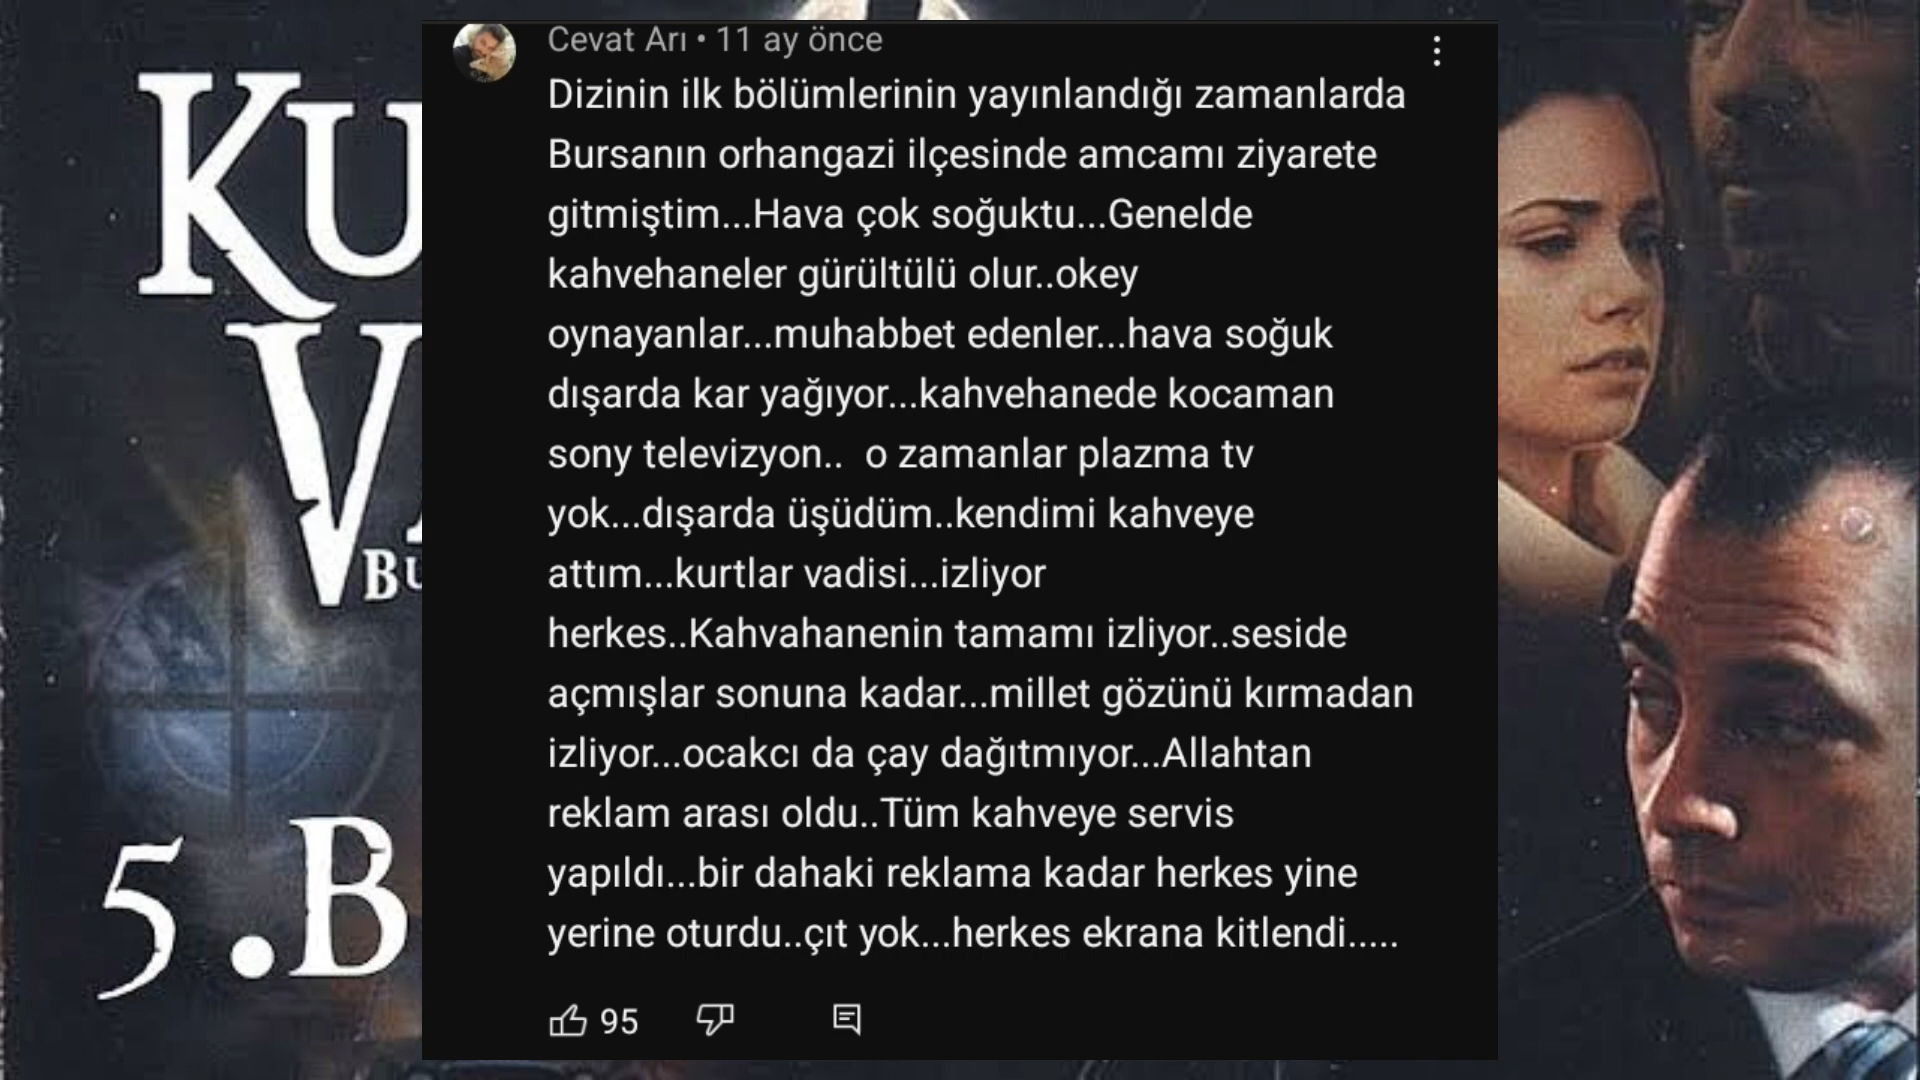 Cevat Arı • 11 ay önce
Dizinin ilk bölümlerinin yayınlandığı zamanlarda
Bursanın orhangazi ilçesinde amcamı ziyarete
gitmiştim...Hava çok soğuktu...Genelde
kahvehaneler gürültülü olur..okey
oynayanlar...muhabbet edenler...hava soğuk
dışarda kar yağıyor...kahvehanede kocaman
sony televizyon..  o zamanlar plazma tv
yok...dışarda üşüdüm..kendimi kahveye
attım...kurtlar vadisi...izliyor
herkes..Kahvahanenin tamamı izliyor..seside
açmışlar sonuna kadar...millet gözünü kırmadan
izliyor...ocakcı da çay dağıtmıyor...Allahtan
reklam arası oldu..Tüm kahveye servis
yapıldı...bir dahaki reklama kadar herkes yine
yerine oturdu..çıt yok...herkes ekrana kitlendi.....
95
KU
V
BU
5.B